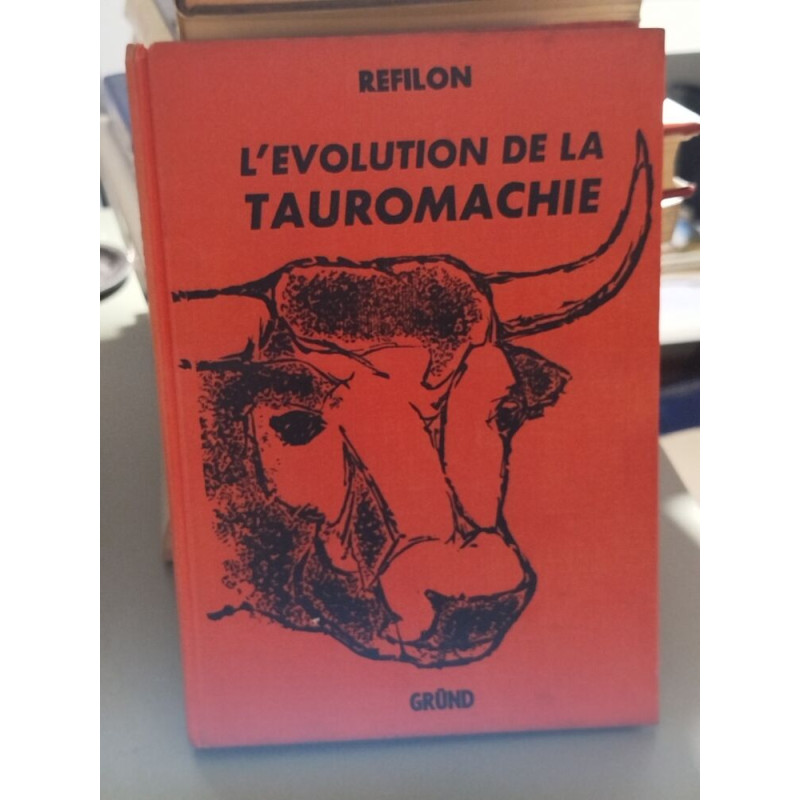 REFILON
L'EVOLUTION DE LA
TAUROMACHIE
GRÜND